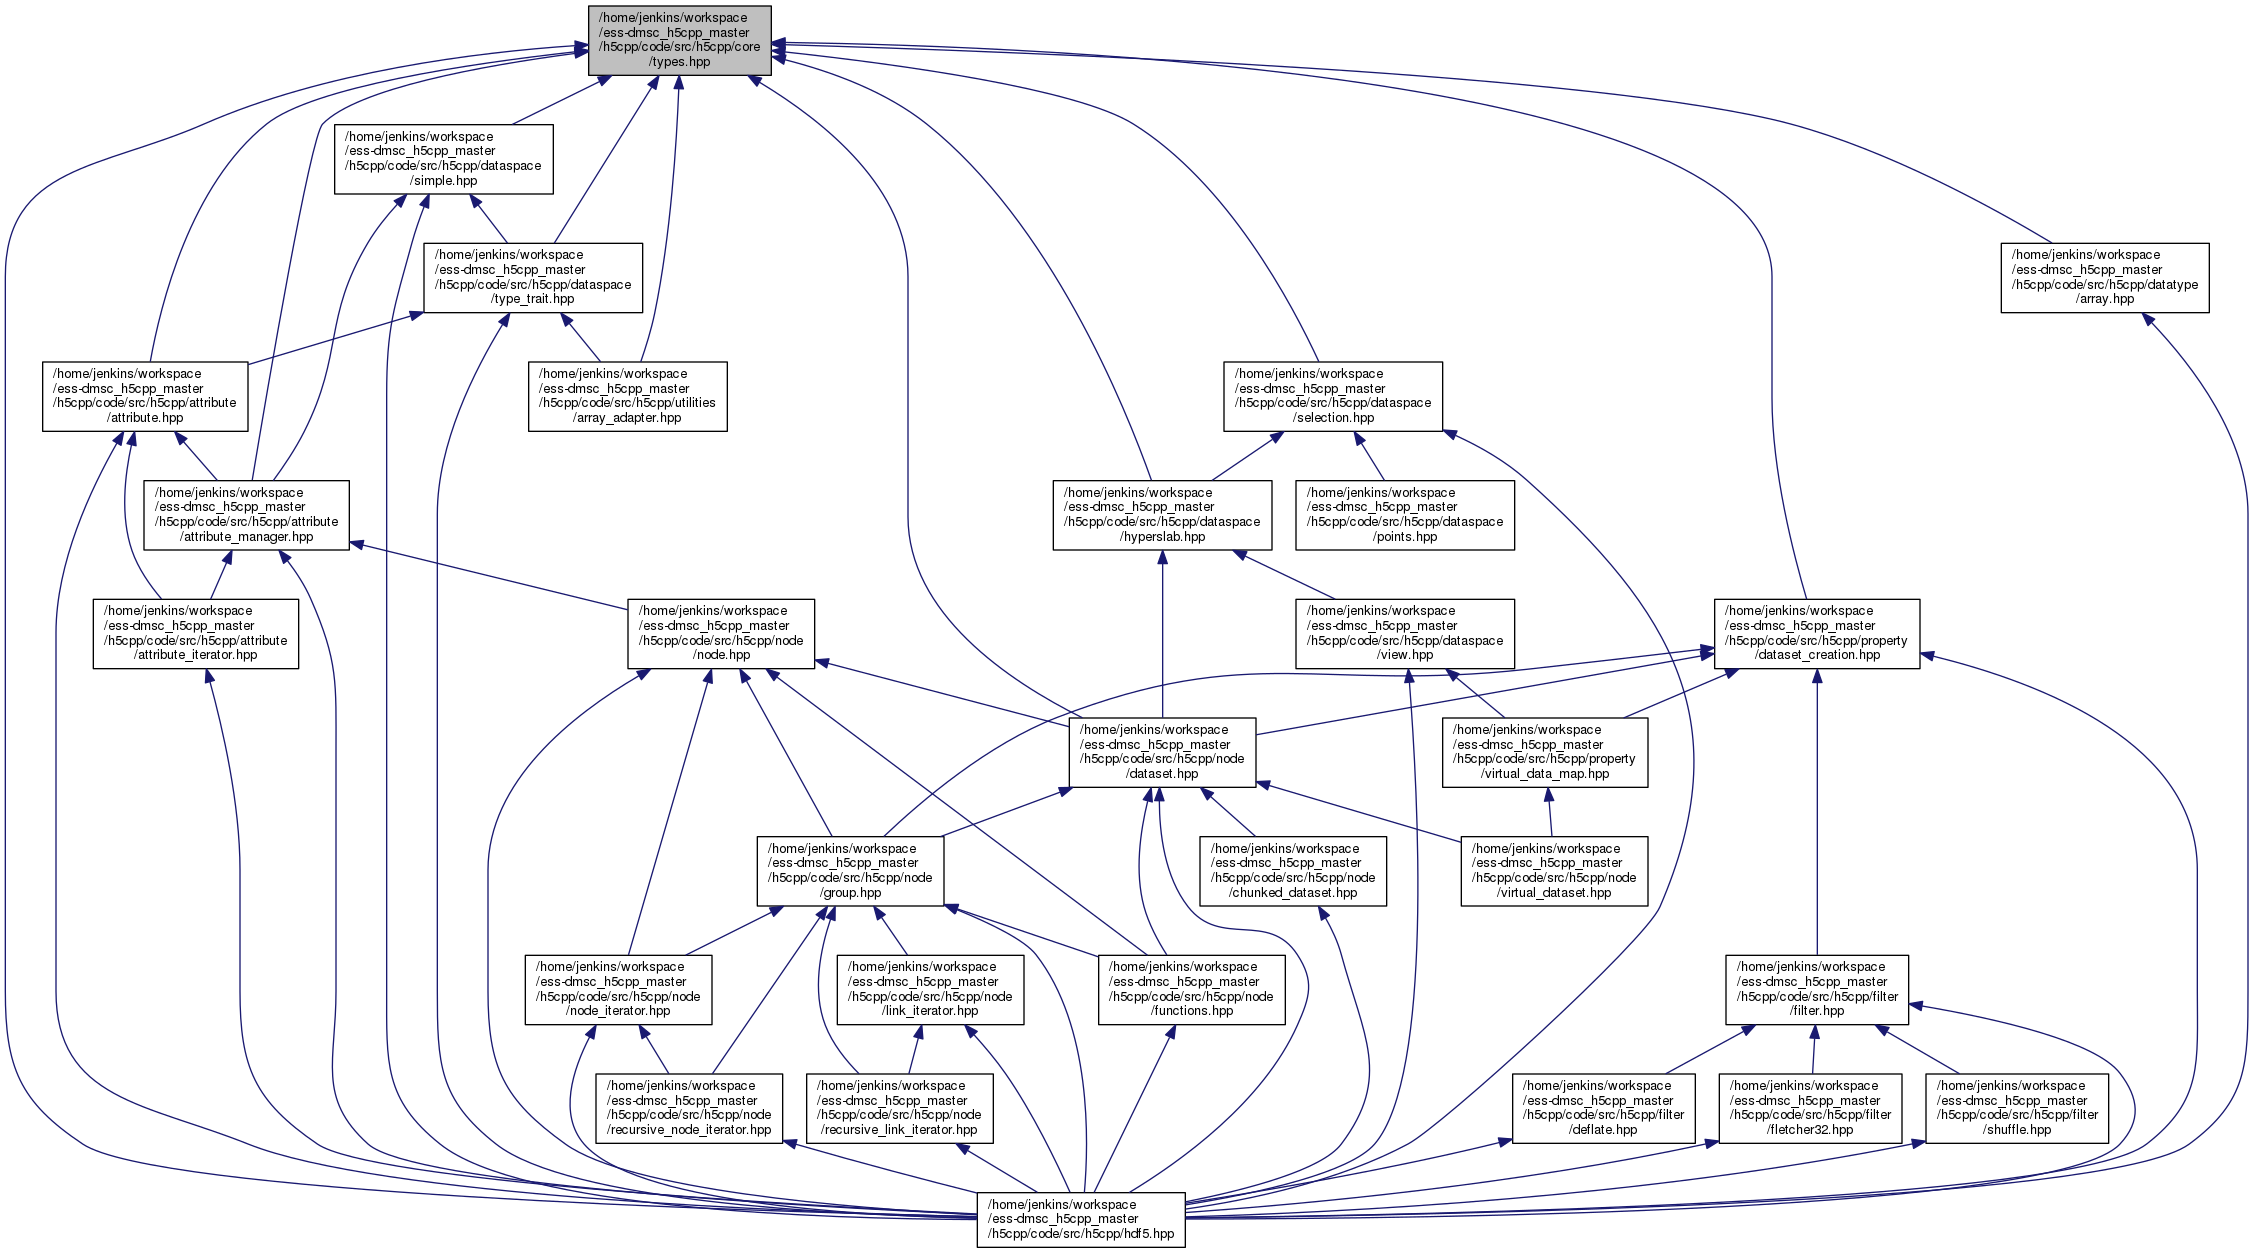 /home/jenkins/workspace
/ess-dmsc_h5cpp_master
/h5cpp/code/src/h5cpp/core
/types.hpp
/home/jenkins/workspace
/ess-dmsc_h5cpp_master
/h5cpp/code/src/h5cpp/dataspace
/simple.hpp
/home/jenkins/workspace
/ess-dmsc_h5cpp_master
/h5cpp/code/src/h5cpp/dataspace
/type_trait.hpp
/home/jenkins/workspace
/ess-dmsc_h5cpp_master
/h5cpp/code/src/h5cpp/datatype
/array.hpp
/home/jenkins/workspace
/ess-dmsc_h5cpp_master
/h5cpp/code/src/h5cpp/attribute
/attribute.hpp
/home/jenkins/workspace
/ess-dmsc_h5cpp_master
/h5cpp/code/src/h5cpp/utilities
/array_adapter.hpp
/home/jenkins/workspace
/ess-dmsc_h5cpp_master
/h5cpp/code/src/h5cpp/dataspace
/selection.hpp
/home/jenkins/workspace
/ess-dmsc_h5cpp_master
/h5cpp/code/src/h5cpp/attribute
/attribute_manager.hpp
/home/jenkins/workspace
/ess-dmsc_h5cpp_master
/h5cpp/code/src/h5cpp/dataspace
/hyperslab.hpp
/home/jenkins/workspace
/ess-dmsc_h5cpp_master
/h5cpp/code/src/h5cpp/dataspace
/points.hpp
/home/jenkins/workspace
/ess-dmsc_h5cpp_master
/h5cpp/code/src/h5cpp/attribute
/attribute_iterator.hpp
/home/jenkins/workspace
/ess-dmsc_h5cpp_master
/h5cpp/code/src/h5cpp/node
/node.hpp
/home/jenkins/workspace
/ess-dmsc_h5cpp_master
/h5cpp/code/src/h5cpp/dataspace
/view.hpp
/home/jenkins/workspace
/ess-dmsc_h5cpp_master
/h5cpp/code/src/h5cpp/property
/dataset_creation.hpp
/home/jenkins/workspace
/ess-dmsc_h5cpp_master
/h5cpp/code/src/h5cpp/node
/dataset.hpp
/home/jenkins/workspace
/ess-dmsc_h5cpp_master
/h5cpp/code/src/h5cpp/property
/virtual_data_map.hpp
/home/jenkins/workspace
/ess-dmsc_h5cpp_master
/h5cpp/code/src/h5cpp/node
/group.hpp
/home/jenkins/workspace
/ess-dmsc_h5cpp_master
/h5cpp/code/src/h5cpp/node
/chunked_dataset.hpp
/home/jenkins/workspace
/ess-dmsc_h5cpp_master
/h5cpp/code/src/h5cpp/node
/virtual_dataset.hpp
/home/jenkins/workspace
/ess-dmsc_h5cpp_master
/h5cpp/code/src/h5cpp/node
/node_iterator.hpp
/home/jenkins/workspace
/ess-dmsc_h5cpp_master
/h5cpp/code/src/h5cpp/node
/link_iterator.hpp
/home/jenkins/workspace
/ess-dmsc_h5cpp_master
/h5cpp/code/src/h5cpp/node
/functions.hpp
/home/jenkins/workspace
/ess-dmsc_h5cpp_master
/h5cpp/code/src/h5cpp/filter
/filter.hpp
/home/jenkins/workspace
/ess-dmsc_h5cpp_master
/h5cpp/code/src/h5cpp/node
/recursive_node_iterator.hpp
/home/jenkins/workspace
/ess-dmsc_h5cpp_master
/h5cpp/code/src/h5cpp/node
/recursive_link_iterator.hpp
/home/jenkins/workspace
/ess-dmsc_h5cpp_master
/h5cpp/code/src/h5cpp/filter
/deflate.hpp
/home/jenkins/workspace
/ess-dmsc_h5cpp_master
/h5cpp/code/src/h5cpp/filter
/fletcher32.hpp
/home/jenkins/workspace
/ess-dmsc_h5cpp_master
/h5cpp/code/src/h5cpp/filter
/shuffle.hpp
/home/jenkins/workspace
/ess-dmsc_h5cpp_master
/h5cpp/code/src/h5cpp/hdf5.hpp